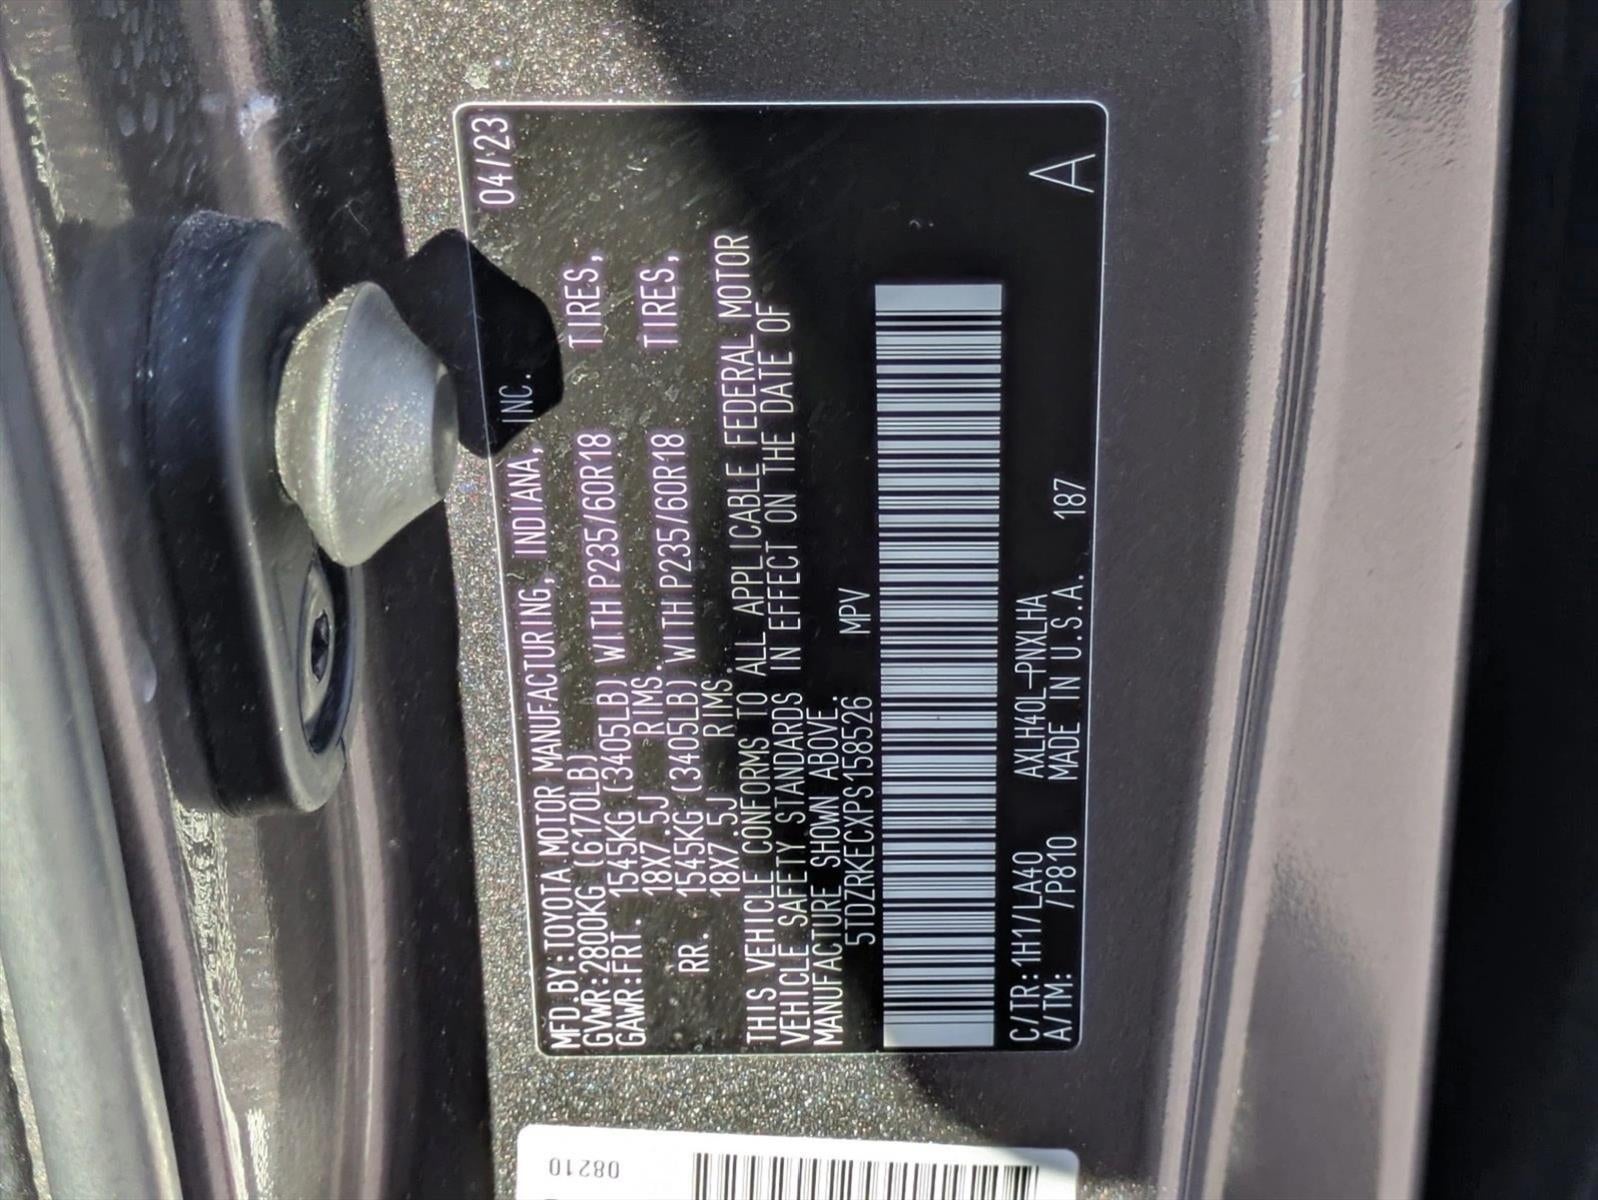 MFD.BY:TOYOTA MOTOR MANUFACTURING, INDIANA, INC. 04/23
GVWR:2800KG (6170LB)
GAWR:FRT. 1545KG (3405LB) WITH P235/60R18 TIRES,
18X7.5J RIMS.
RR. 1545KG (3405LB) WITH P235/60R18 TIRES,
18X7.5J RIMS.
THIS VEHICLE CONFORMS TO ALL APPLICABLE FEDERAL MOTOR
VEHICLE SAFETY STANDARDS IN EFFECT ON THE DATE OF
MANUFACTURE SHOWN ABOVE.
5TDZRKECXPS158526 MPV
C/TR:1H1/LA40 AXLH40L-PNXLHA
A/TM: /P810 MADE IN U.S.A. 187
A
08210